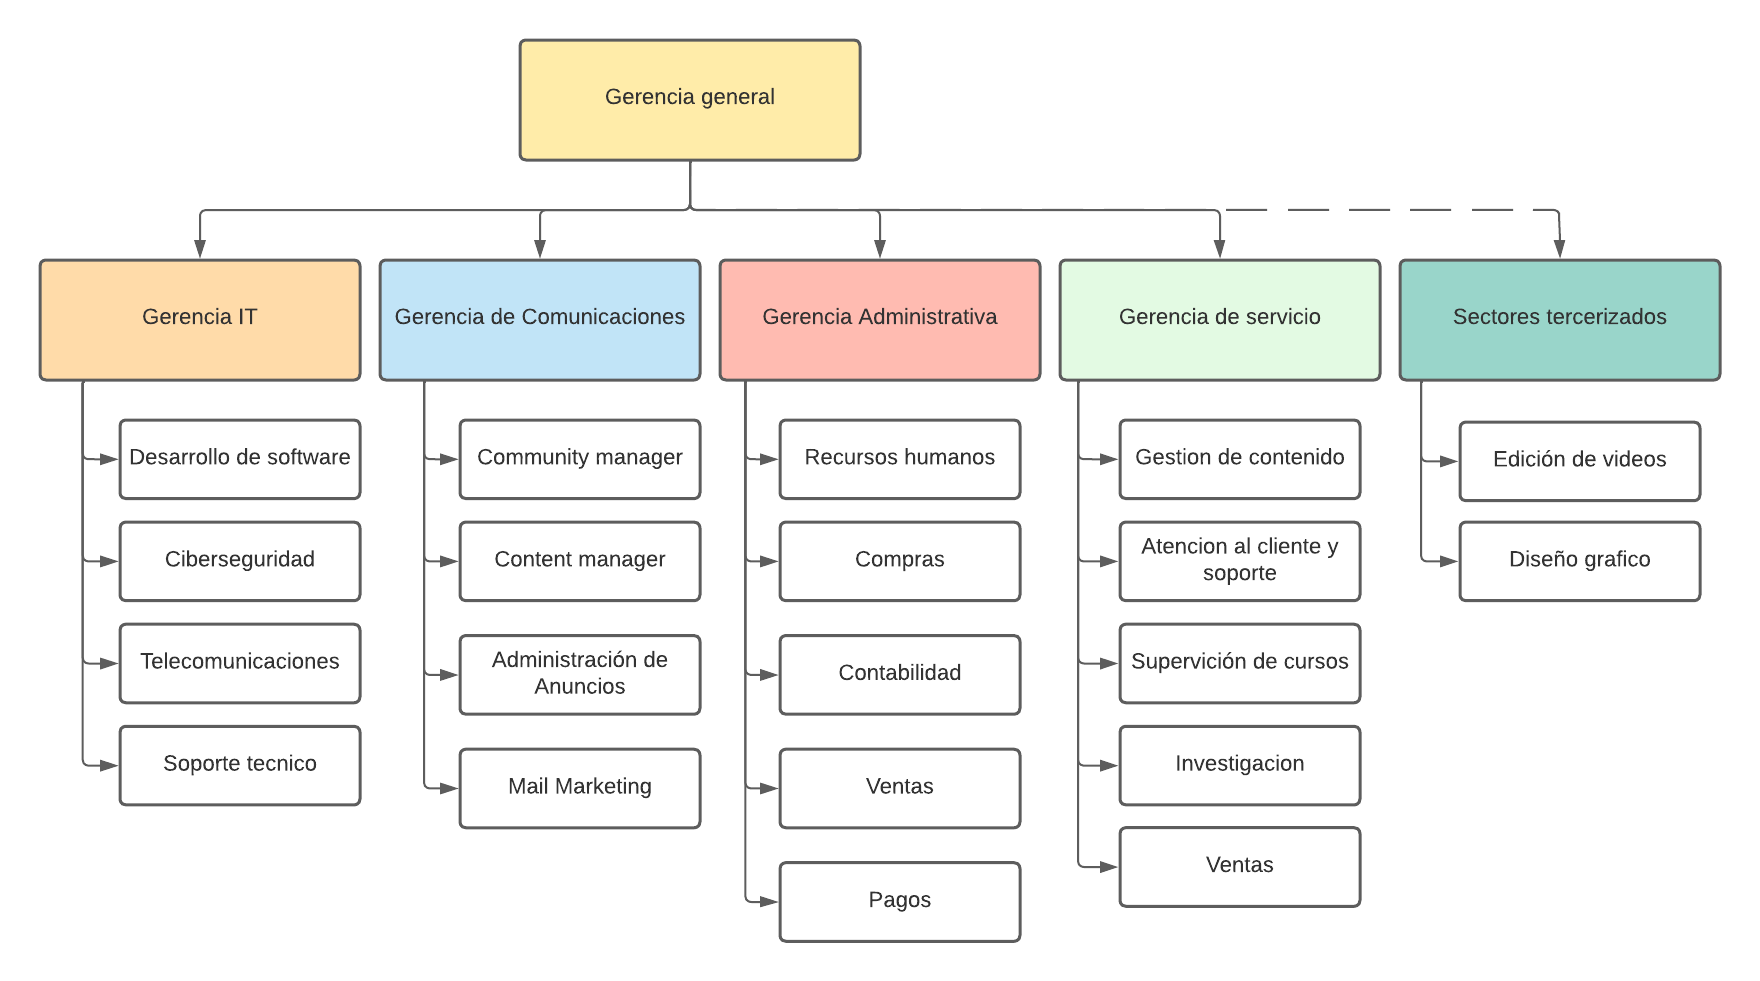 Gerencia general
Gerencia IT
Gerencia de Comunicaciones
Gerencia Administrativa
Gerencia de servicio
Sectores tercerizados
Desarrollo de software
Ciberseguridad
Telecomunicaciones
Soporte tecnico
Community manager
Content manager
Administración de
Anuncios
Mail Marketing
Recursos humanos
Compras
Contabilidad
Ventas
Pagos
Gestion de contenido
Atencion al cliente y
soporte
Supervición de cursos
Investigacion
Ventas
Edición de videos
Diseño grafico